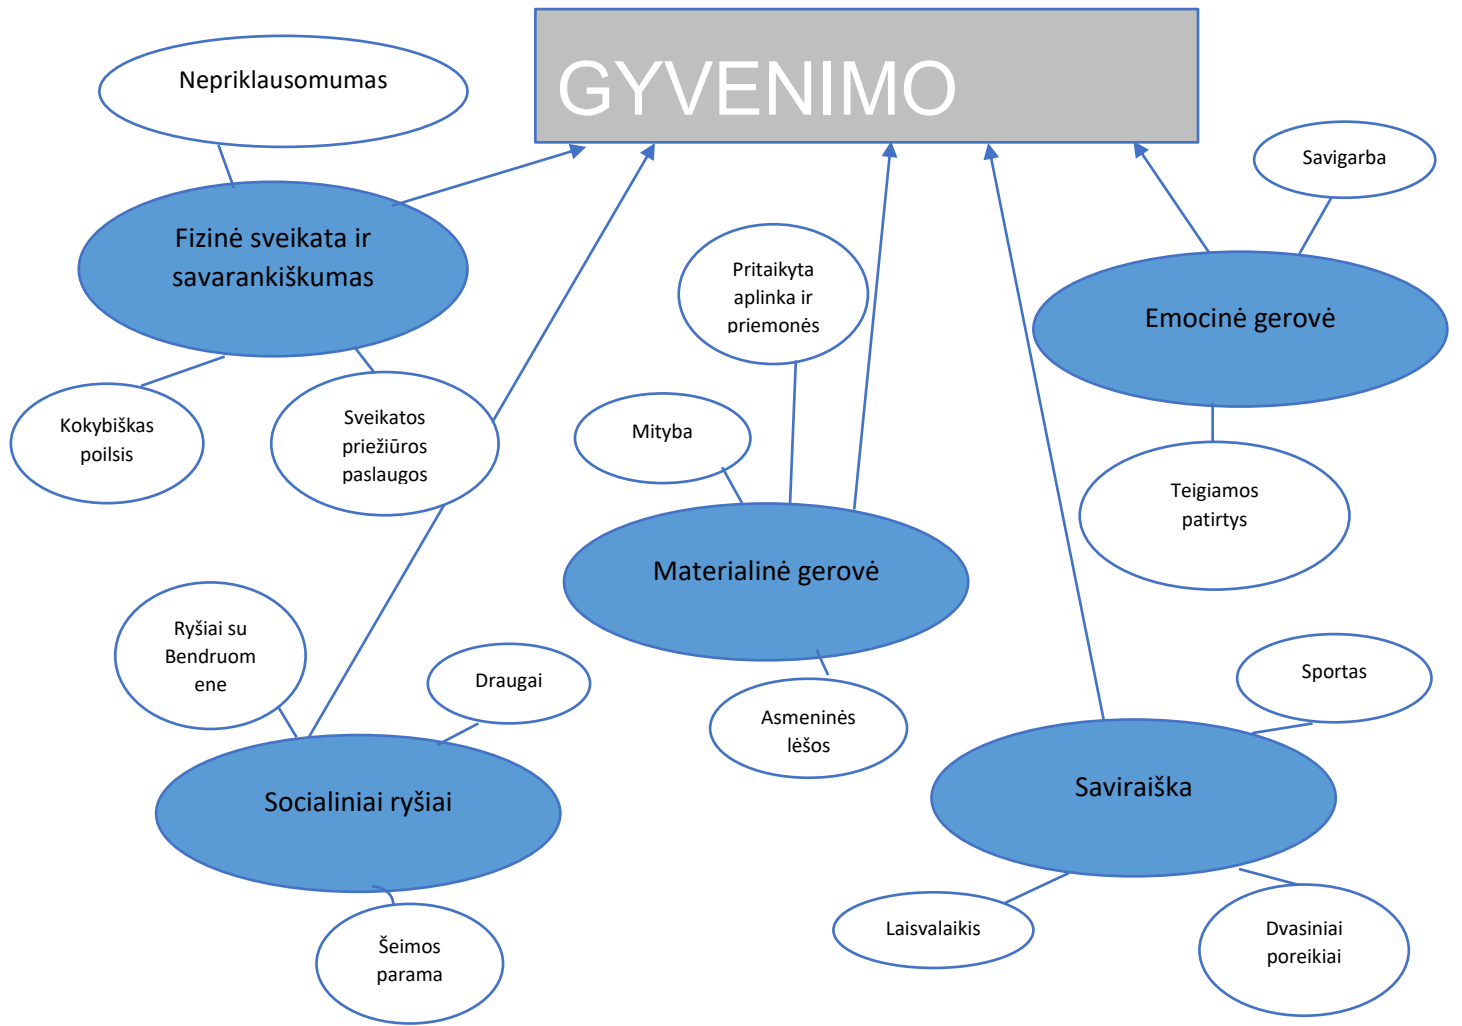 GYVENIMO
Nepriklausomumas
Savigarba
Fizinė sveikata ir
savarankiškumas
Pritaikyta
aplinka ir
priemonės
Emocinė gerovė
Kokybiškas
poilsis
Sveikatos
priežiūros
paslaugos
Mityba
Teigiamos
patirtys
Materialinė gerovė
Ryšiai su
Bendruom
ene
Draugai
Asmeninės
lėšos
Sportas
Socialiniai ryšiai
Saviraiška
Šeimos
parama
Laisvalaikis
Dvasiniai
poreikiai